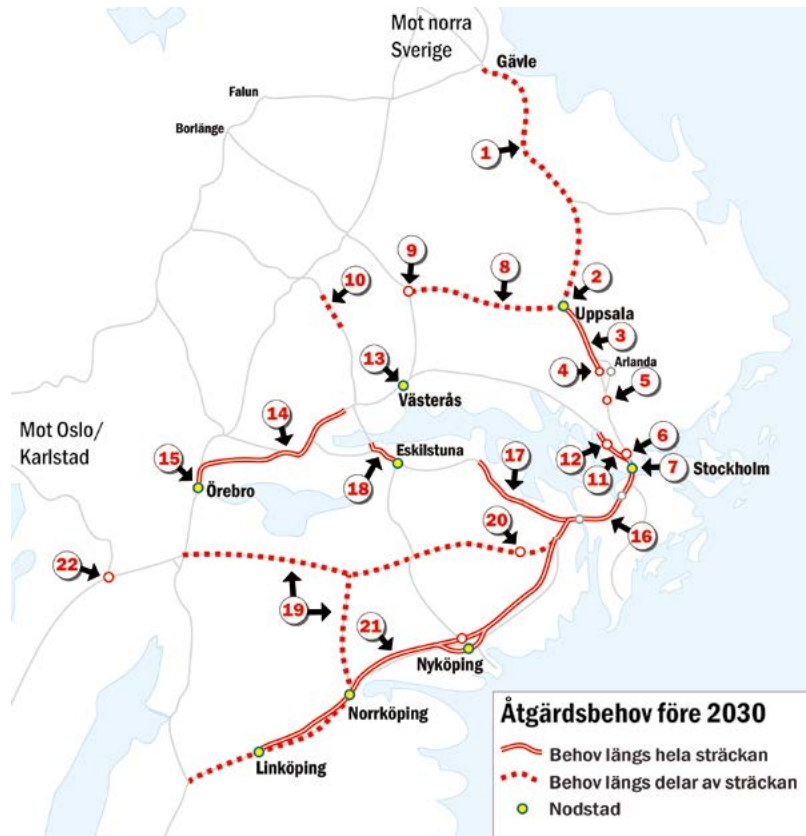 Mot norra
Sverige
Gävle
Falun
Borlänge
1
9
8
10
2
Uppsala
3
4
Arlanda
5
13
Västerås
14
Mot Oslo/
Karlstad
6
12
11
7
Stockholm
15
Örebro
Eskilstuna
18
17
16
20
22
19
21
Nyköping
Norrköping
Linköping
Åtgärdsbehov före 2030
Behov längs hela sträckan
Behov längs delar av sträckan
Nodstad